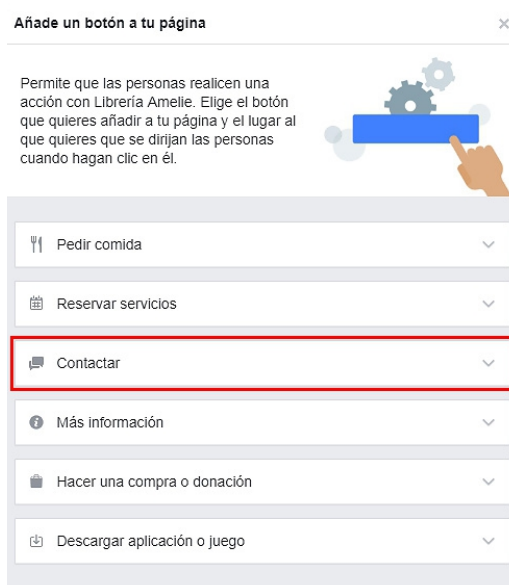 Añade un botón a tu página
Permite que las personas realicen una
acción con Librería Amelie. Elige el botón
que quieres añadir a tu página y el lugar al
que quieres que se dirijan las personas
cuando hagan clic en él.
Pedir comida
Reservar servicios
Contactar
Más información
Hacer una compra o donación
Descargar aplicación o juego